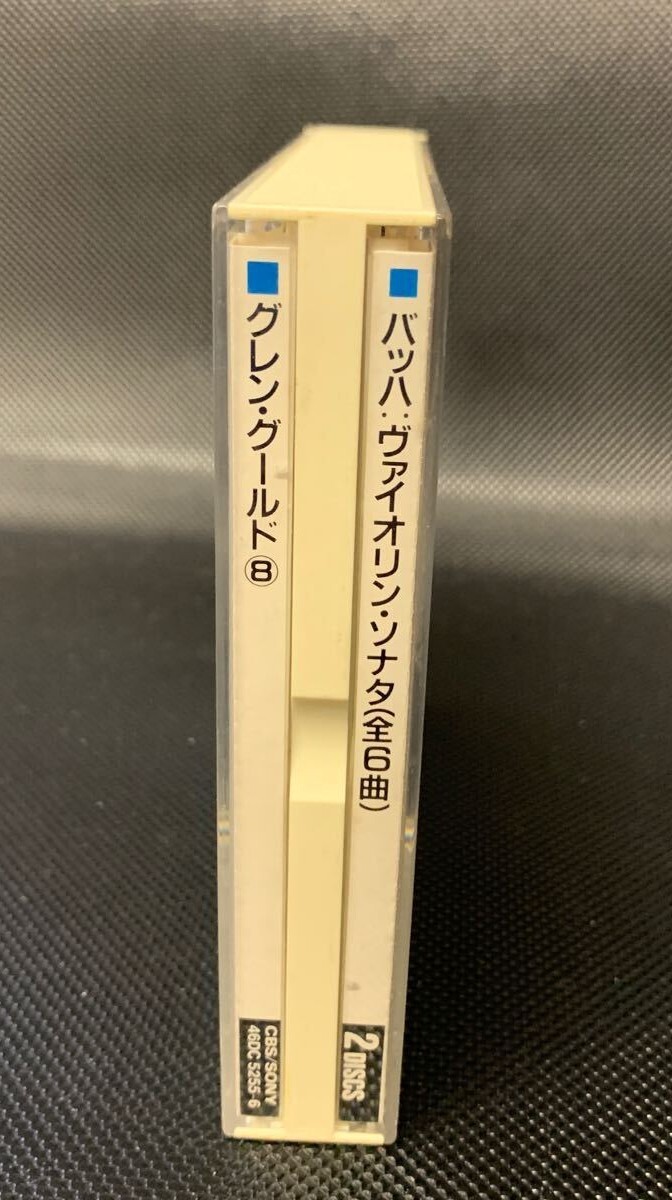 ■バッハ：ヴァイオリン・ソナタ(全6曲)
2 DISCS
■グレン・グールド⑧
CBS/SONY
46DC 5255-6